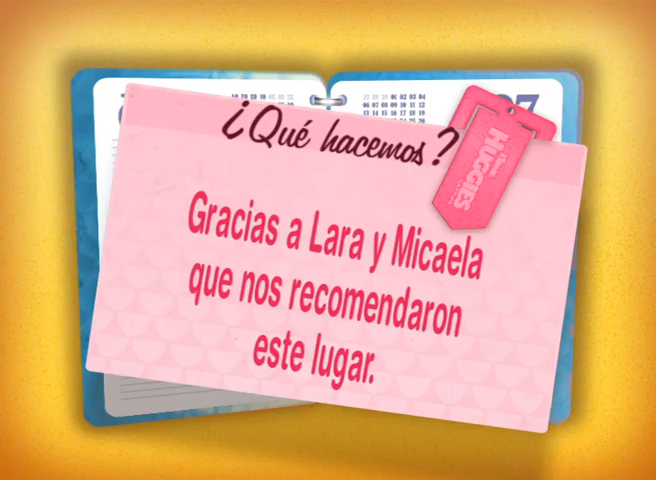 ¿Qué hacemos?
HUGGIES
Gracias a Lara y Micaela
que nos recomendaron
este lugar.